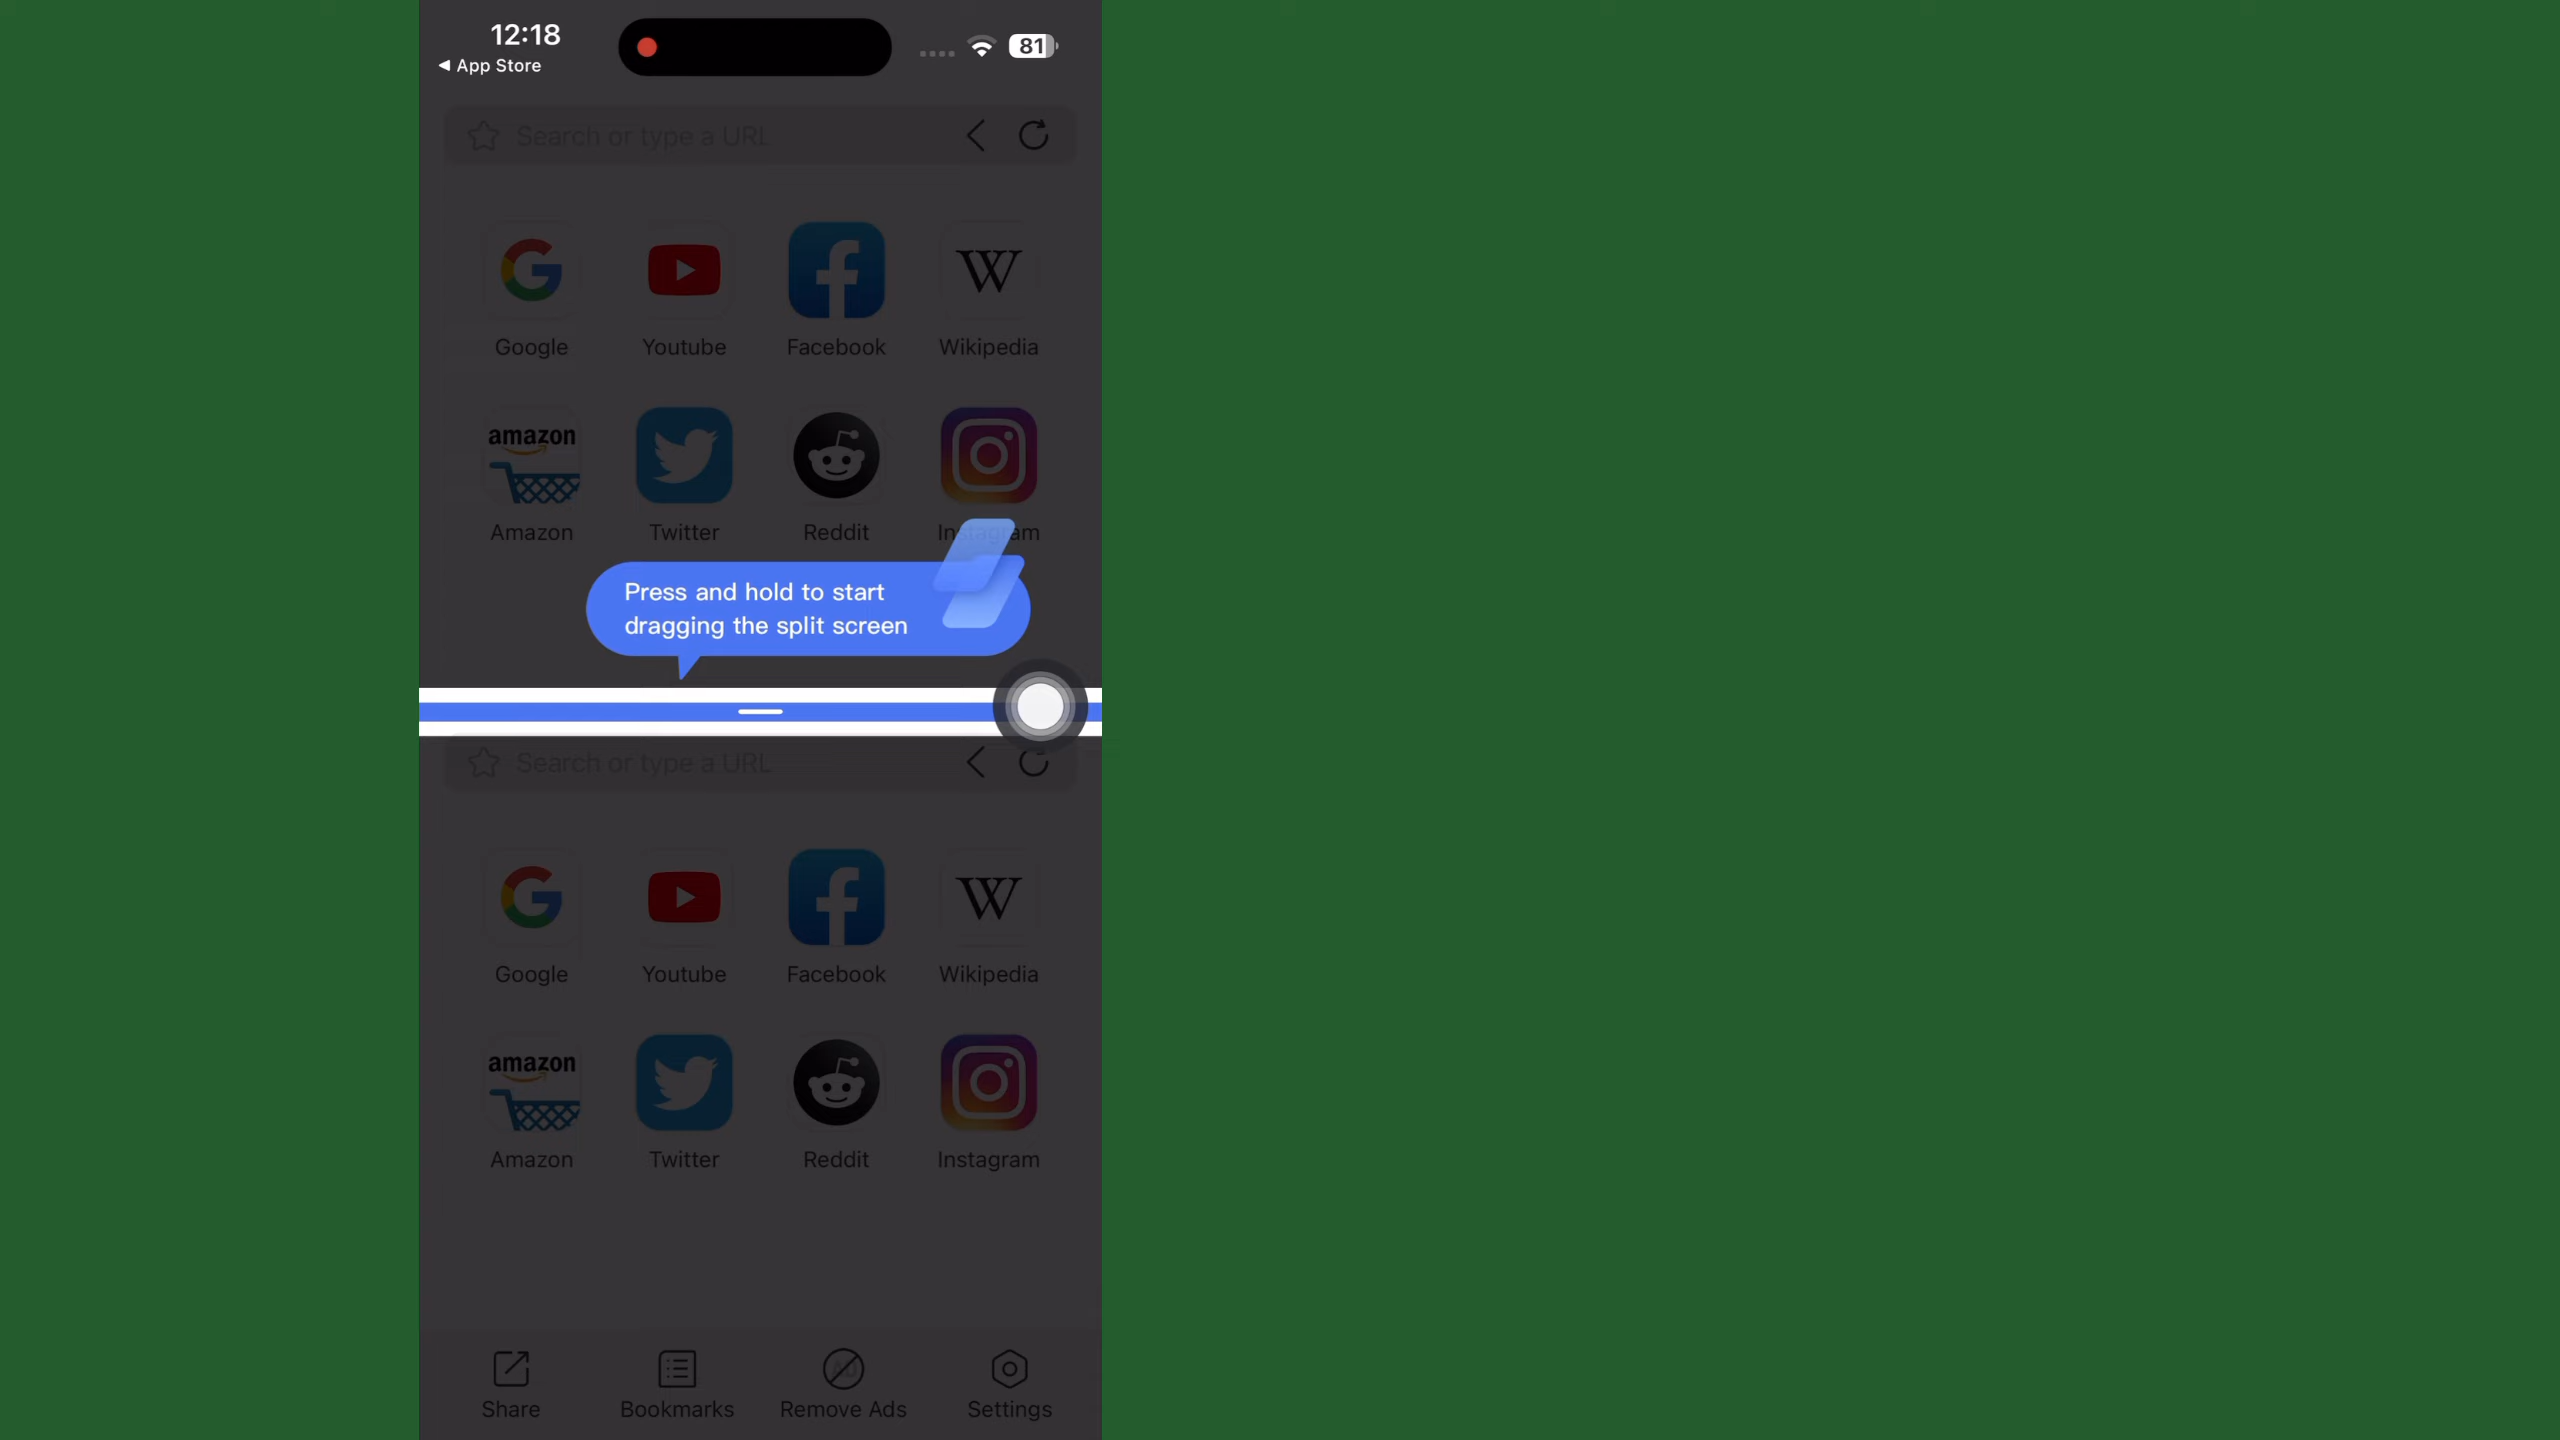 12:18
81
◀ App Store
Search or type a URL
Google Youtube Facebook Wikipedia
amazon
Amazon Twitter Reddit Instagram
Press and hold to start
dragging the split screen
Search or type a URL
Google Youtube Facebook Wikipedia
amazon
Amazon Twitter Reddit Instagram
Share Bookmarks Remove Ads Settings